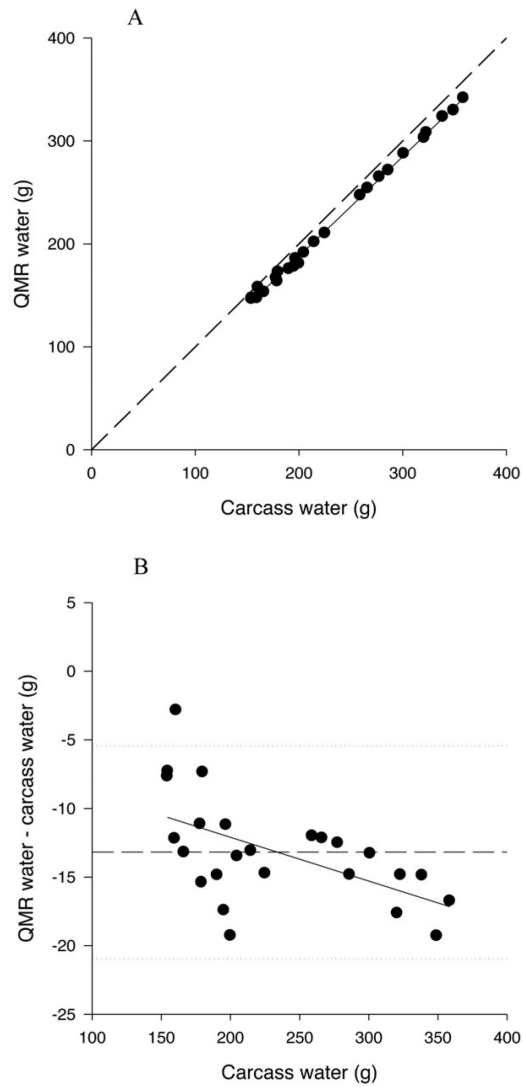 A
400
300
200
100
0
QMR water (g)
0 100 200 300 400
Carcass water (g)
B
5
0
-5
-10
-15
-20
-25
QMR water - carcass water (g)
100 150 200 250 300 350 400
Carcass water (g)